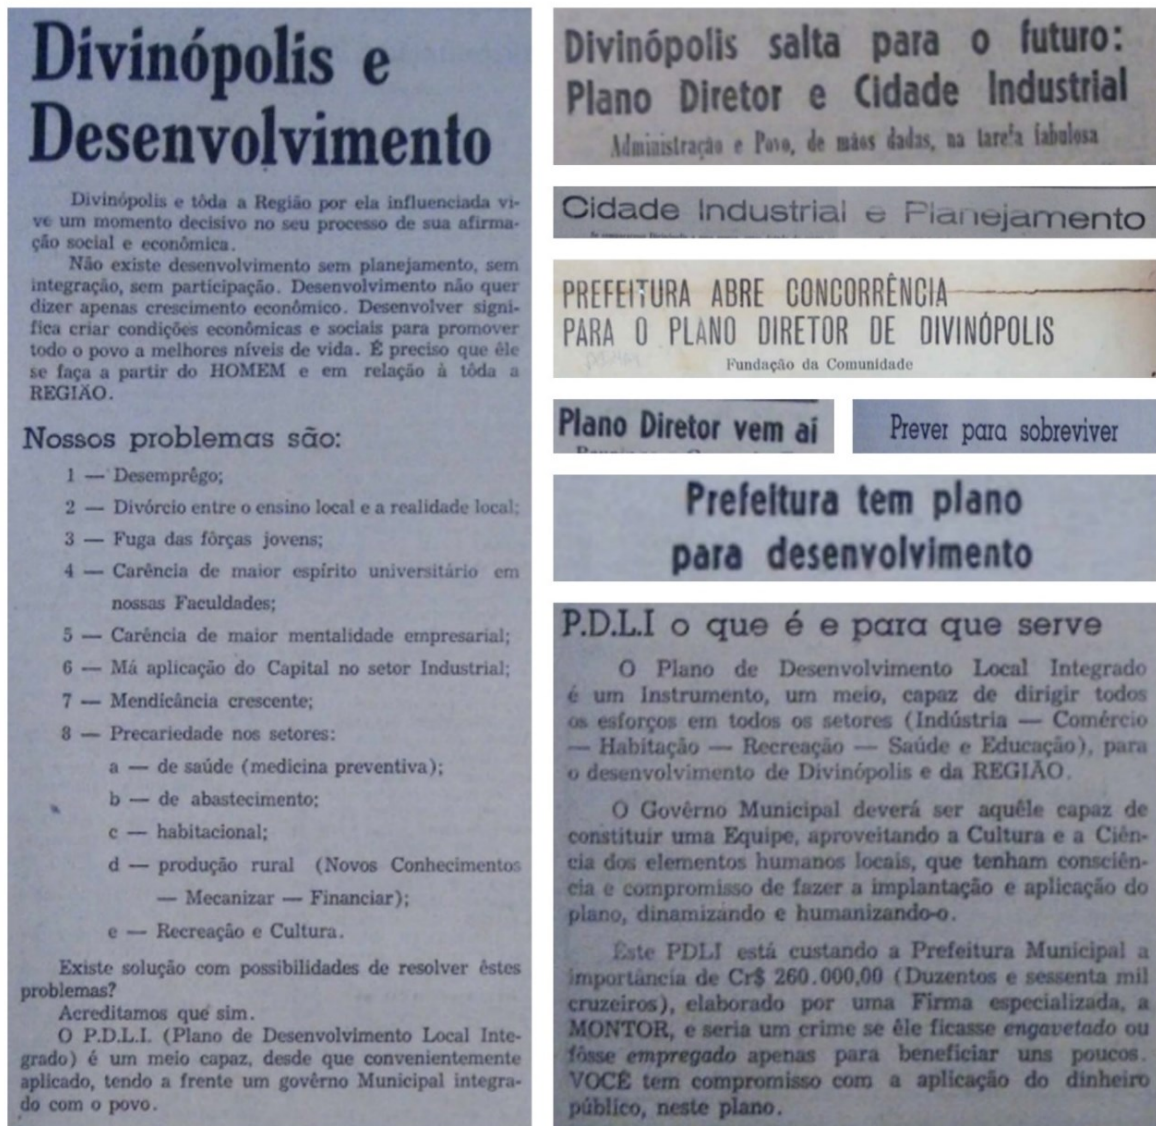 Divinópolis e
Desenvolvimento
Divinópolis e tôda a Região por ela influenciada vi-
ve um momento decisivo no seu processo de sua afirma-
ção social e econômica.
Não existe desenvolvimento sem planejamento, sem
integração, sem participação. Desenvolvimento não quer
dizer apenas crescimento econômico. Desenvolver signi-
fica criar condições econômicas e sociais para promover
todo o povo a melhores níveis de vida. É preciso que êle
se faça a partir do HOMEM e em relação à tôda a
REGIÃO.
Nossos problemas são:
1 — Desemprêgo;
2 — Divórcio entre o ensino local e a realidade local;
3 — Fuga das fôrças jovens;
4 — Carência de maior espírito universitário em
nossas Faculdades;
5 — Carência de maior mentalidade empresarial;
6 — Má aplicação do Capital no setor Industrial;
7 — Mendicância crescente;
8 — Precariedade nos setores:
a — de saúde (medicina preventiva);
b — de abastecimento;
c — habitacional;
d — produção rural (Novos Conhecimentos
— Mecanizar — Financiar);
e — Recreação e Cultura.
Existe solução com possibilidades de resolver êstes
problemas?
Acreditamos que sim.
O P.D.L.I. (Plano de Desenvolvimento Local Inte-
grado) é um meio capaz, desde que convenientemente
aplicado, tendo a frente um govêrno Municipal integra-
do com o povo.
Divinópolis salta para o futuro:
Plano Diretor e Cidade Industrial
Administração e Povo, de mãos dadas, na tarefa fabulosa
Cidade Industrial e Planejamento
PREFEITURA ABRE CONCORRÊNCIA
PARA O PLANO DIRETOR DE DIVINÓPOLIS
Fundação da Comunidade
Plano Diretor vem aí
Prever para sobreviver
Prefeitura tem plano
para desenvolvimento
P.D.L.I o que é e para que serve
O Plano de Desenvolvimento Local Integrado
é um Instrumento, um meio, capaz de dirigir todos
os esforços em todos os setores (Indústria — Comércio
— Habitação — Recreação — Saúde e Educação), para
o desenvolvimento de Divinópolis e da REGIÃO.
O Govêrno Municipal deverá ser aquêle capaz de
constituir uma Equipe, aproveitando a Cultura e a Ciên-
cia dos elementos humanos locais, que tenham consciên-
cia e compromisso de fazer a implantação e aplicação do
plano, dinamizando e humanizando-o.
Este PDLI está custando a Prefeitura Municipal a
importância de Cr$ 260.000,00 (Duzentos e sessenta mil
cruzeiros), elaborado por uma Firma especializada, a
MONTOR, e seria um crime se êle ficasse engavetado ou
fôsse empregado apenas para beneficiar uns poucos.
VOCÊ tem compromisso com a aplicação do dinheiro
público, neste plano.